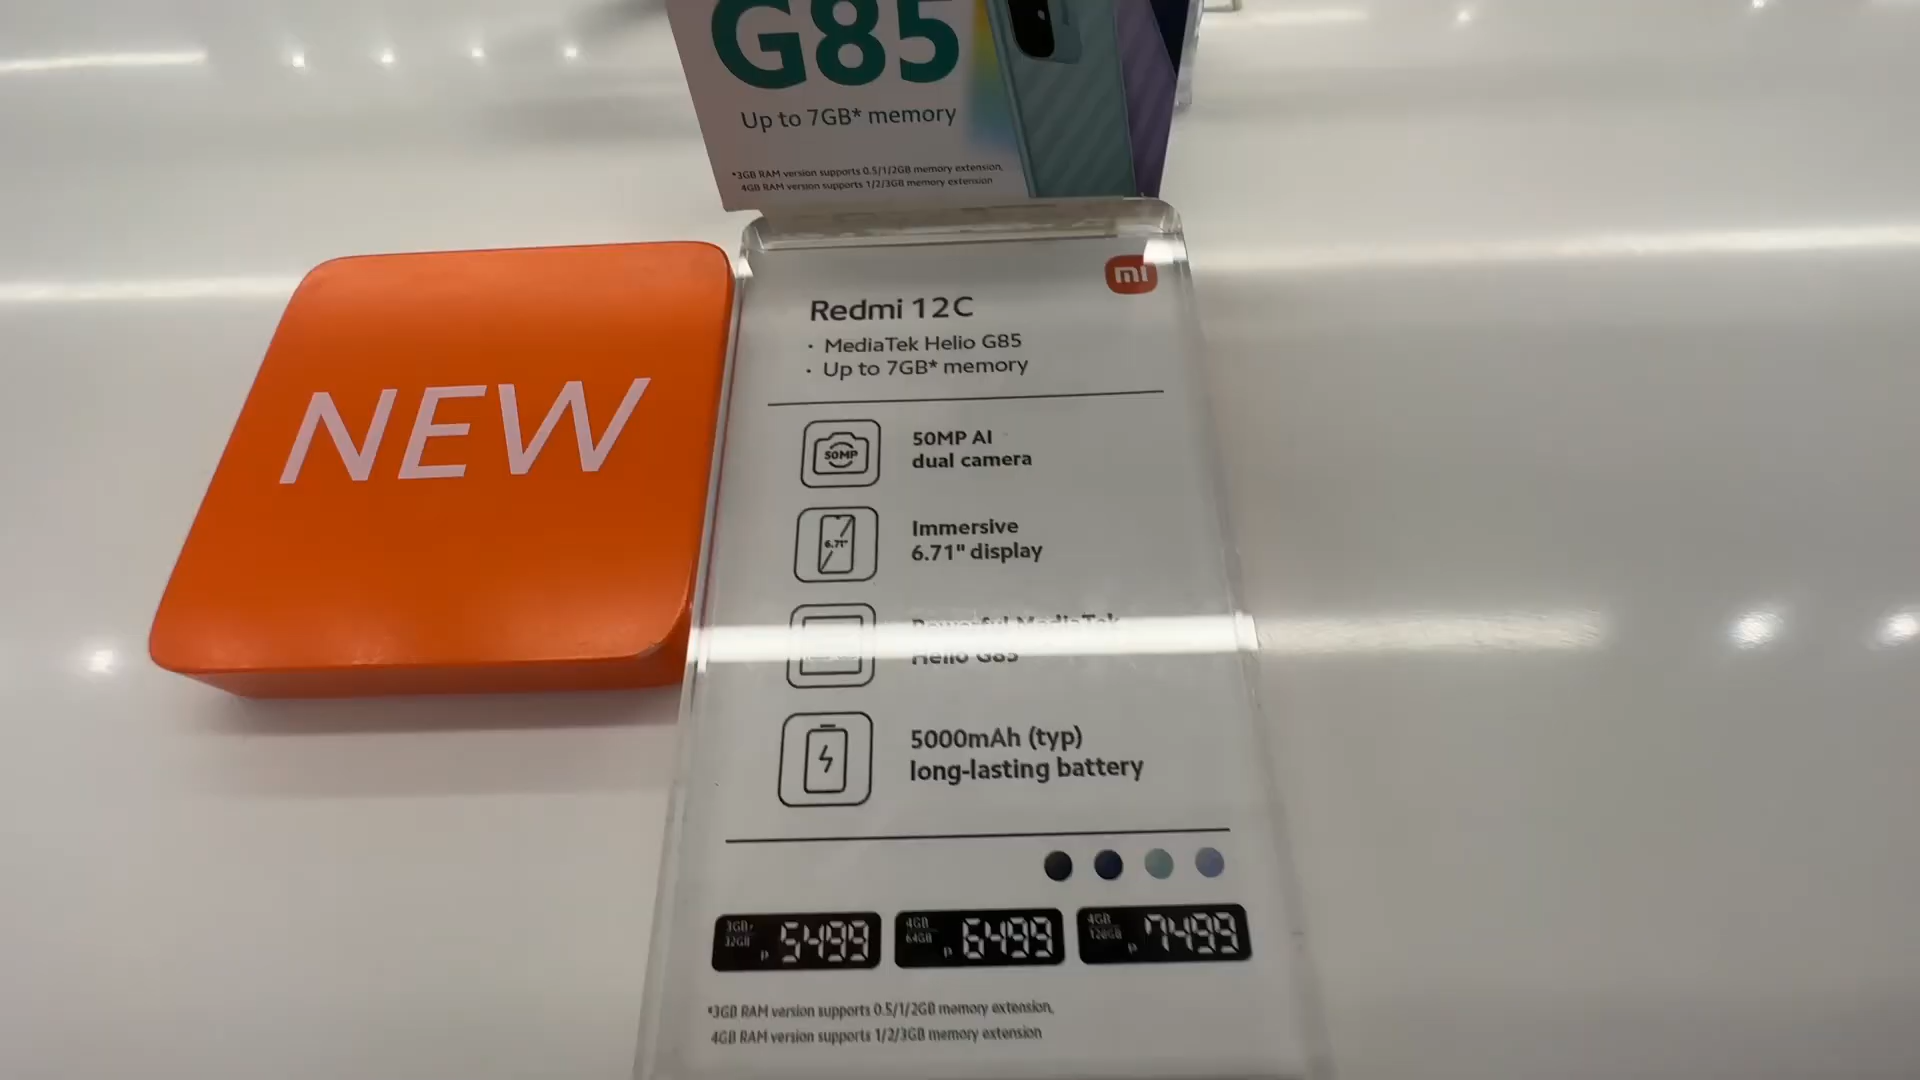 G85
Up to 7GB* memory
*3GB RAM version supports 0.5/1/2GB memory extension,
4GB RAM version supports 1/2/3GB memory extension
NEW
mi
Redmi 12C
· MediaTek Helio G85
· Up to 7GB* memory
50MP
50MP AI
dual camera
6.71"
Immersive
6.71" display
Powerful MediaTek
Helio G85
5000mAh (typ)
long-lasting battery
3GB+
32GB
P 5499
4GB
64GB
P 6499
4GB
128GB
P 7499
*3GB RAM version supports 0.5/1/2GB memory extension,
4GB RAM version supports 1/2/3GB memory extension